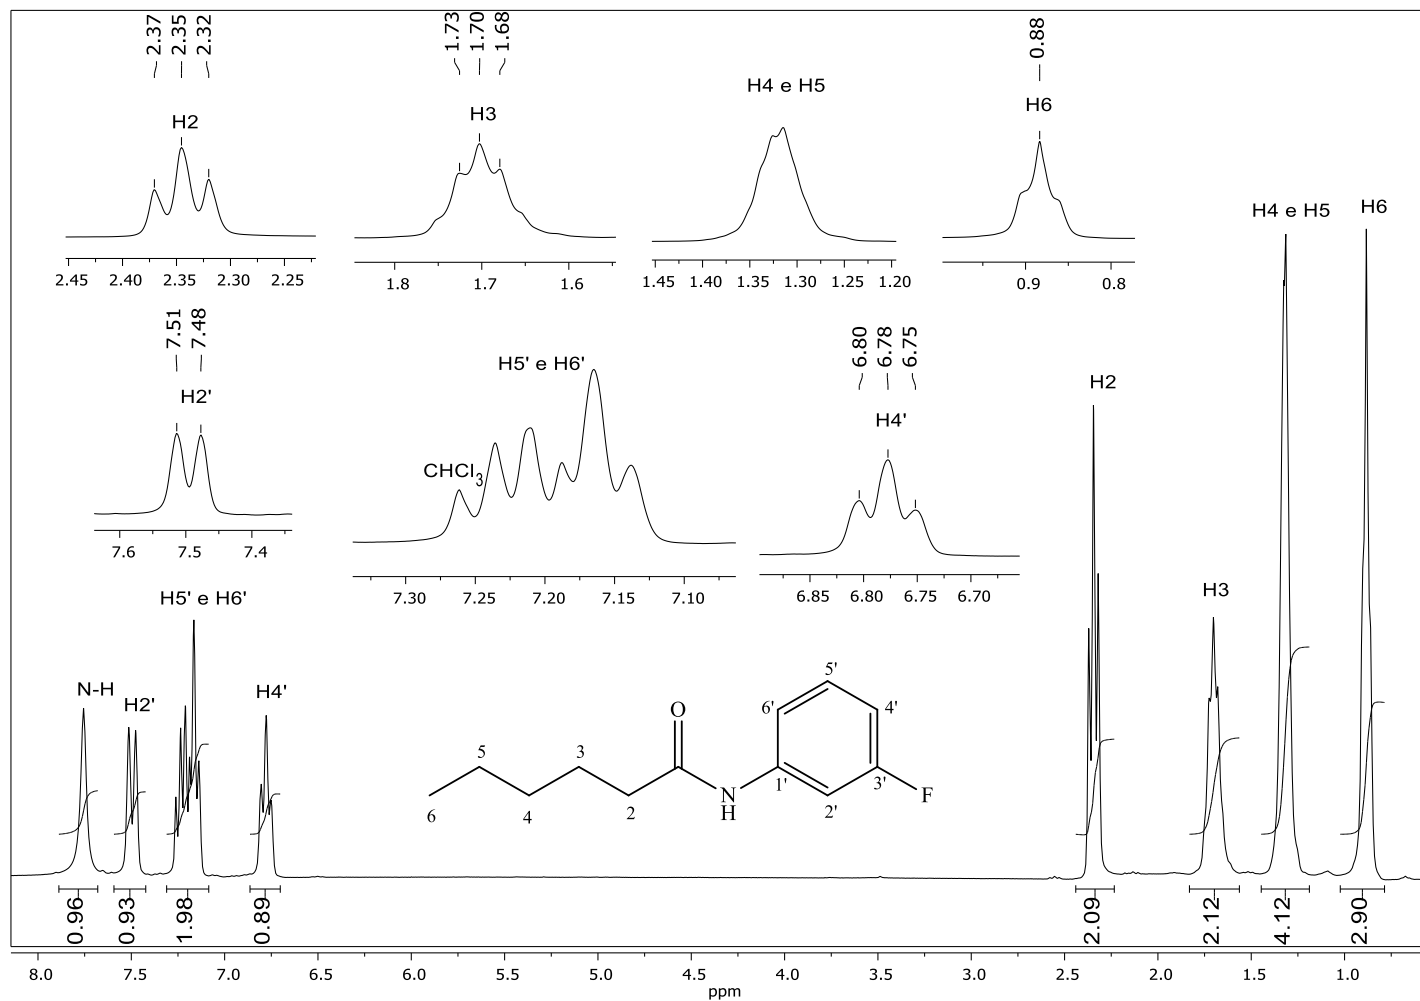 2.37 2.35 2.32
1.73 1.70 1.68
0.88
H2
H3
H4 e H5
H6
2.45 2.40 2.35 2.30 2.25
1.8 1.7 1.6
1.45 1.40 1.35 1.30 1.25 1.20
0.9 0.8
H4 e H5
H6
7.51 7.48
H2'
H5' e H6'
CHCl3
6.80 6.78 6.75
H4'
7.6 7.5 7.4
7.30 7.25 7.20 7.15 7.10
6.85 6.80 6.75 6.70
N-H
H2'
H5' e H6'
H4'
H2
H3
5'
6'
4'
O
5
3
1'
3'
6
4
2
N
H
2'
F
0.96 0.93 1.98 0.89 2.09 2.12 4.12 2.90
8.0 7.5 7.0 6.5 6.0 5.5 5.0 4.5 4.0 3.5 3.0 2.5 2.0 1.5 1.0
ppm